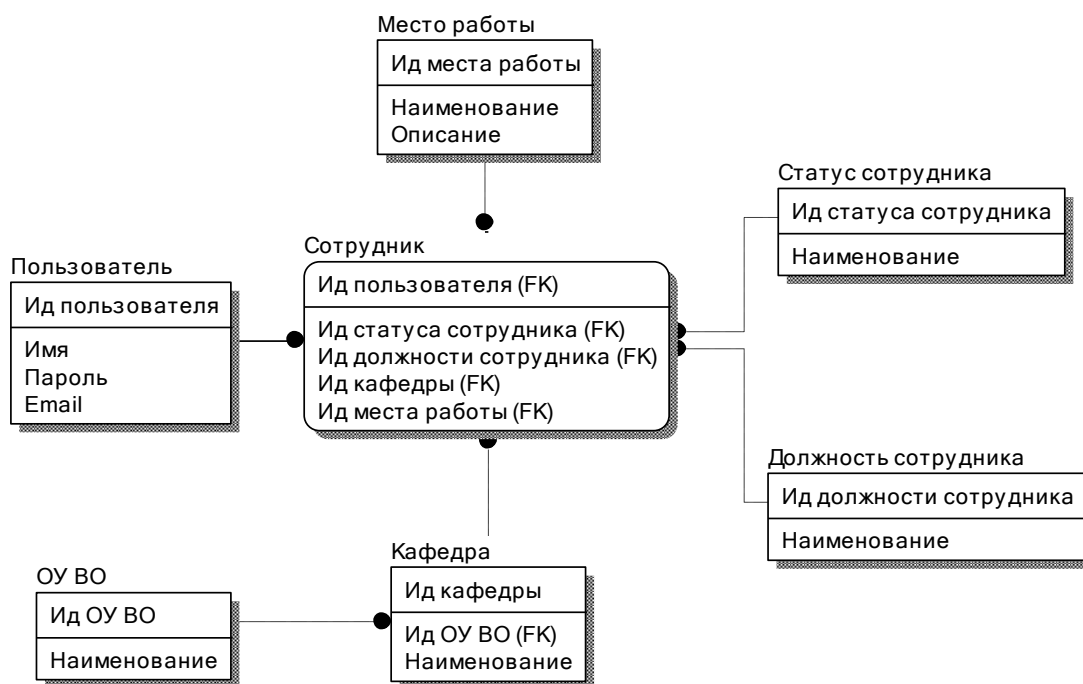 Место работы
Ид места работы
Наименование
Описание
Статус сотрудника
Ид статуса сотрудника
Наименование
Сотрудник
Ид пользователя (FK)
Ид статуса сотрудника (FK)
Ид должности сотрудника (FK)
Ид кафедры (FK)
Ид места работы (FK)
Пользователь
Ид пользователя
Имя
Пароль
Email
Должность сотрудника
Ид должности сотрудника
Наименование
Кафедра
Ид кафедры
Ид ОУ ВО (FK)
Наименование
ОУ ВО
Ид ОУ ВО
Наименование